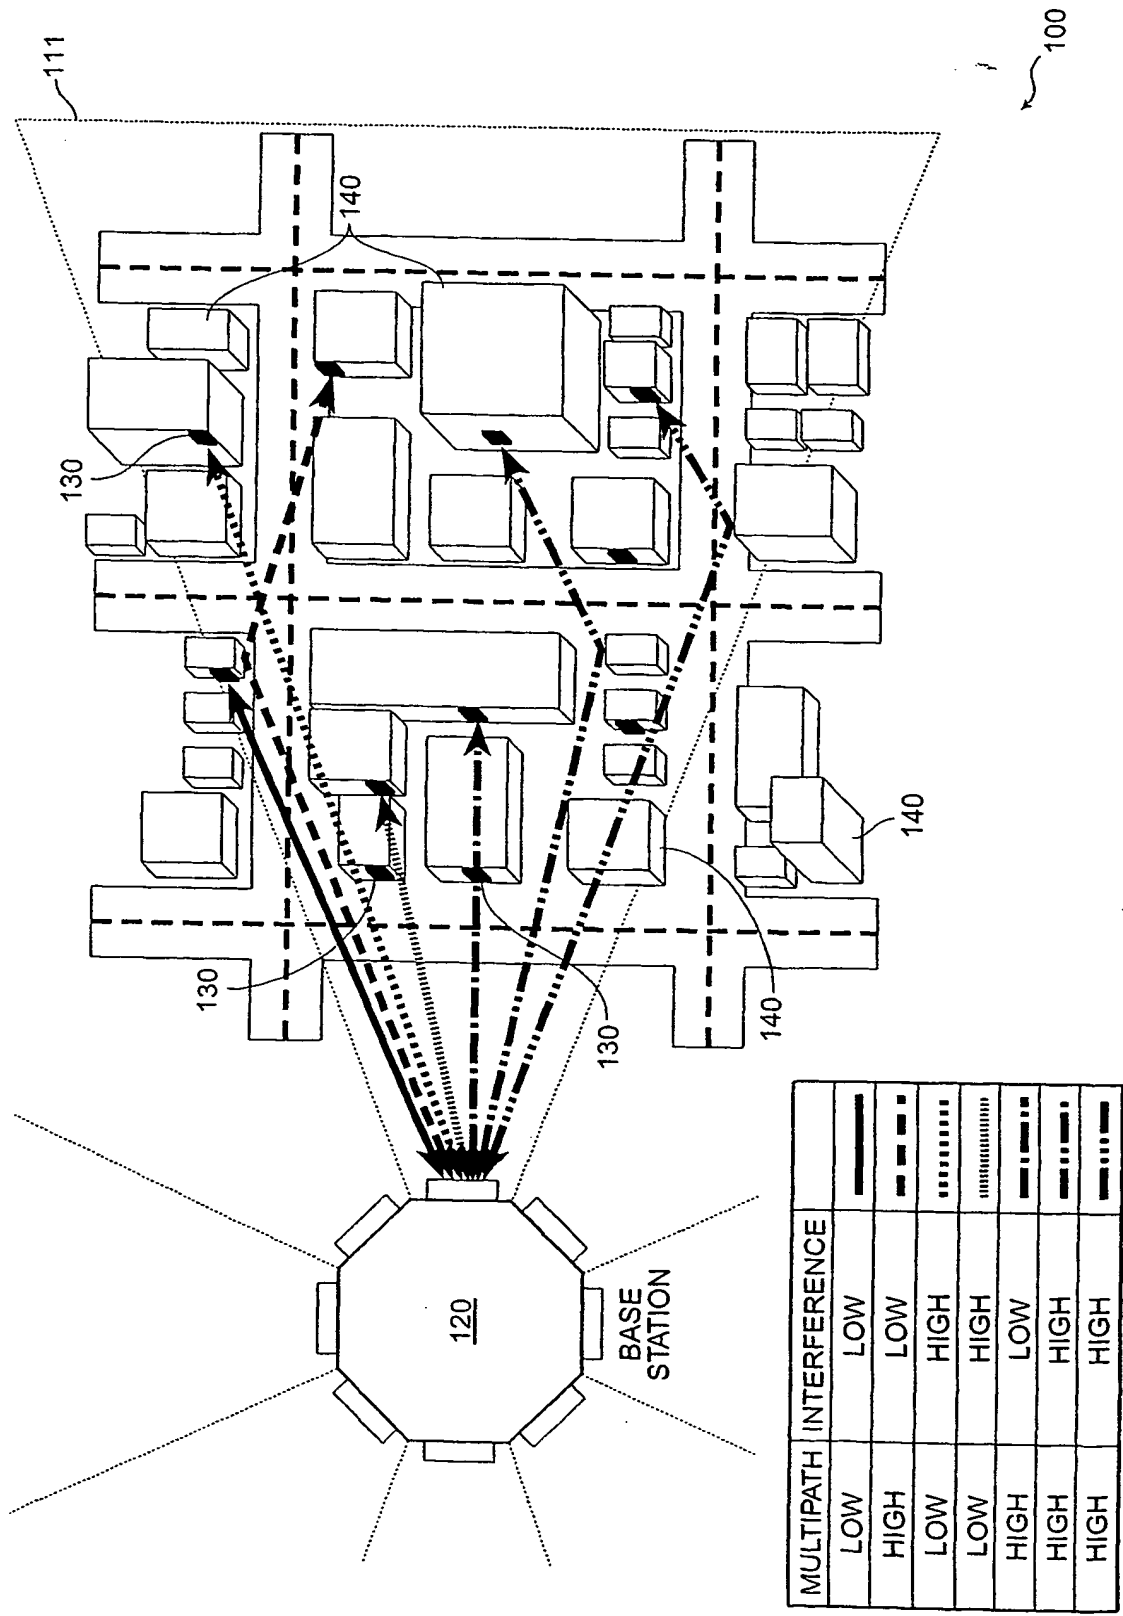 111
100
140
130
130
130
140
140
120
BASE
STATION
MULTIPATH INTERFERENCE
LOW LOW
HIGH LOW
LOW HIGH
LOW HIGH
HIGH LOW
HIGH HIGH
HIGH HIGH